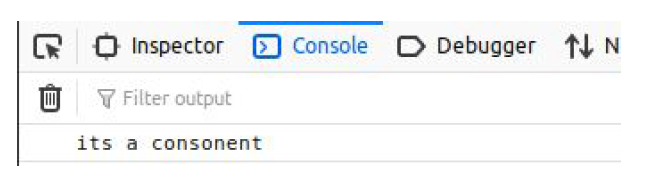 Inspector Console Debugger N
Filter output
its a consonent